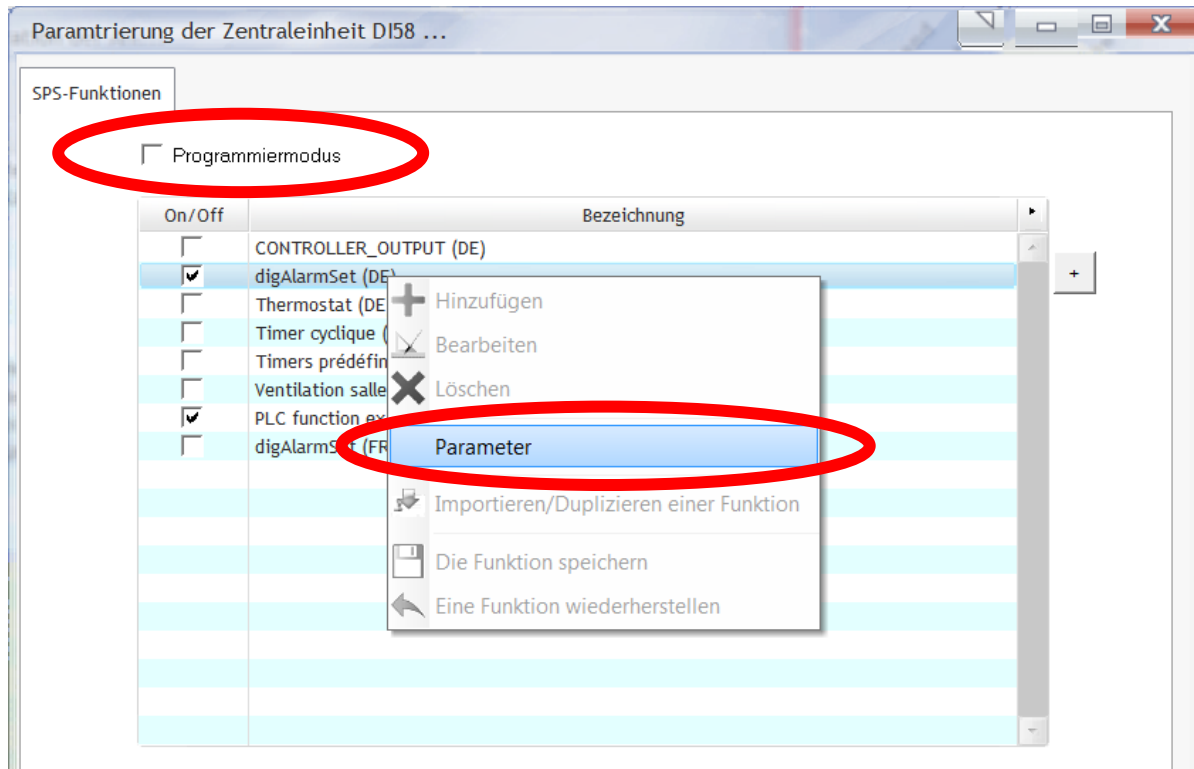 Paramtrierung der Zentraleinheit DI58 ...
SPS-Funktionen
Programmiermodus
On/Off Bezeichnung
CONTROLLER_OUTPUT (DE)
digAlarmSet (DE)
+
Thermostat (DE
Timer cyclique (
Timers prédéfin
Ventilation salle
PLC function ex
digAlarmSet (FR
Hinzufügen
Bearbeiten
Löschen
Parameter
Importieren/Duplizieren einer Funktion
Die Funktion speichern
Eine Funktion wiederherstellen